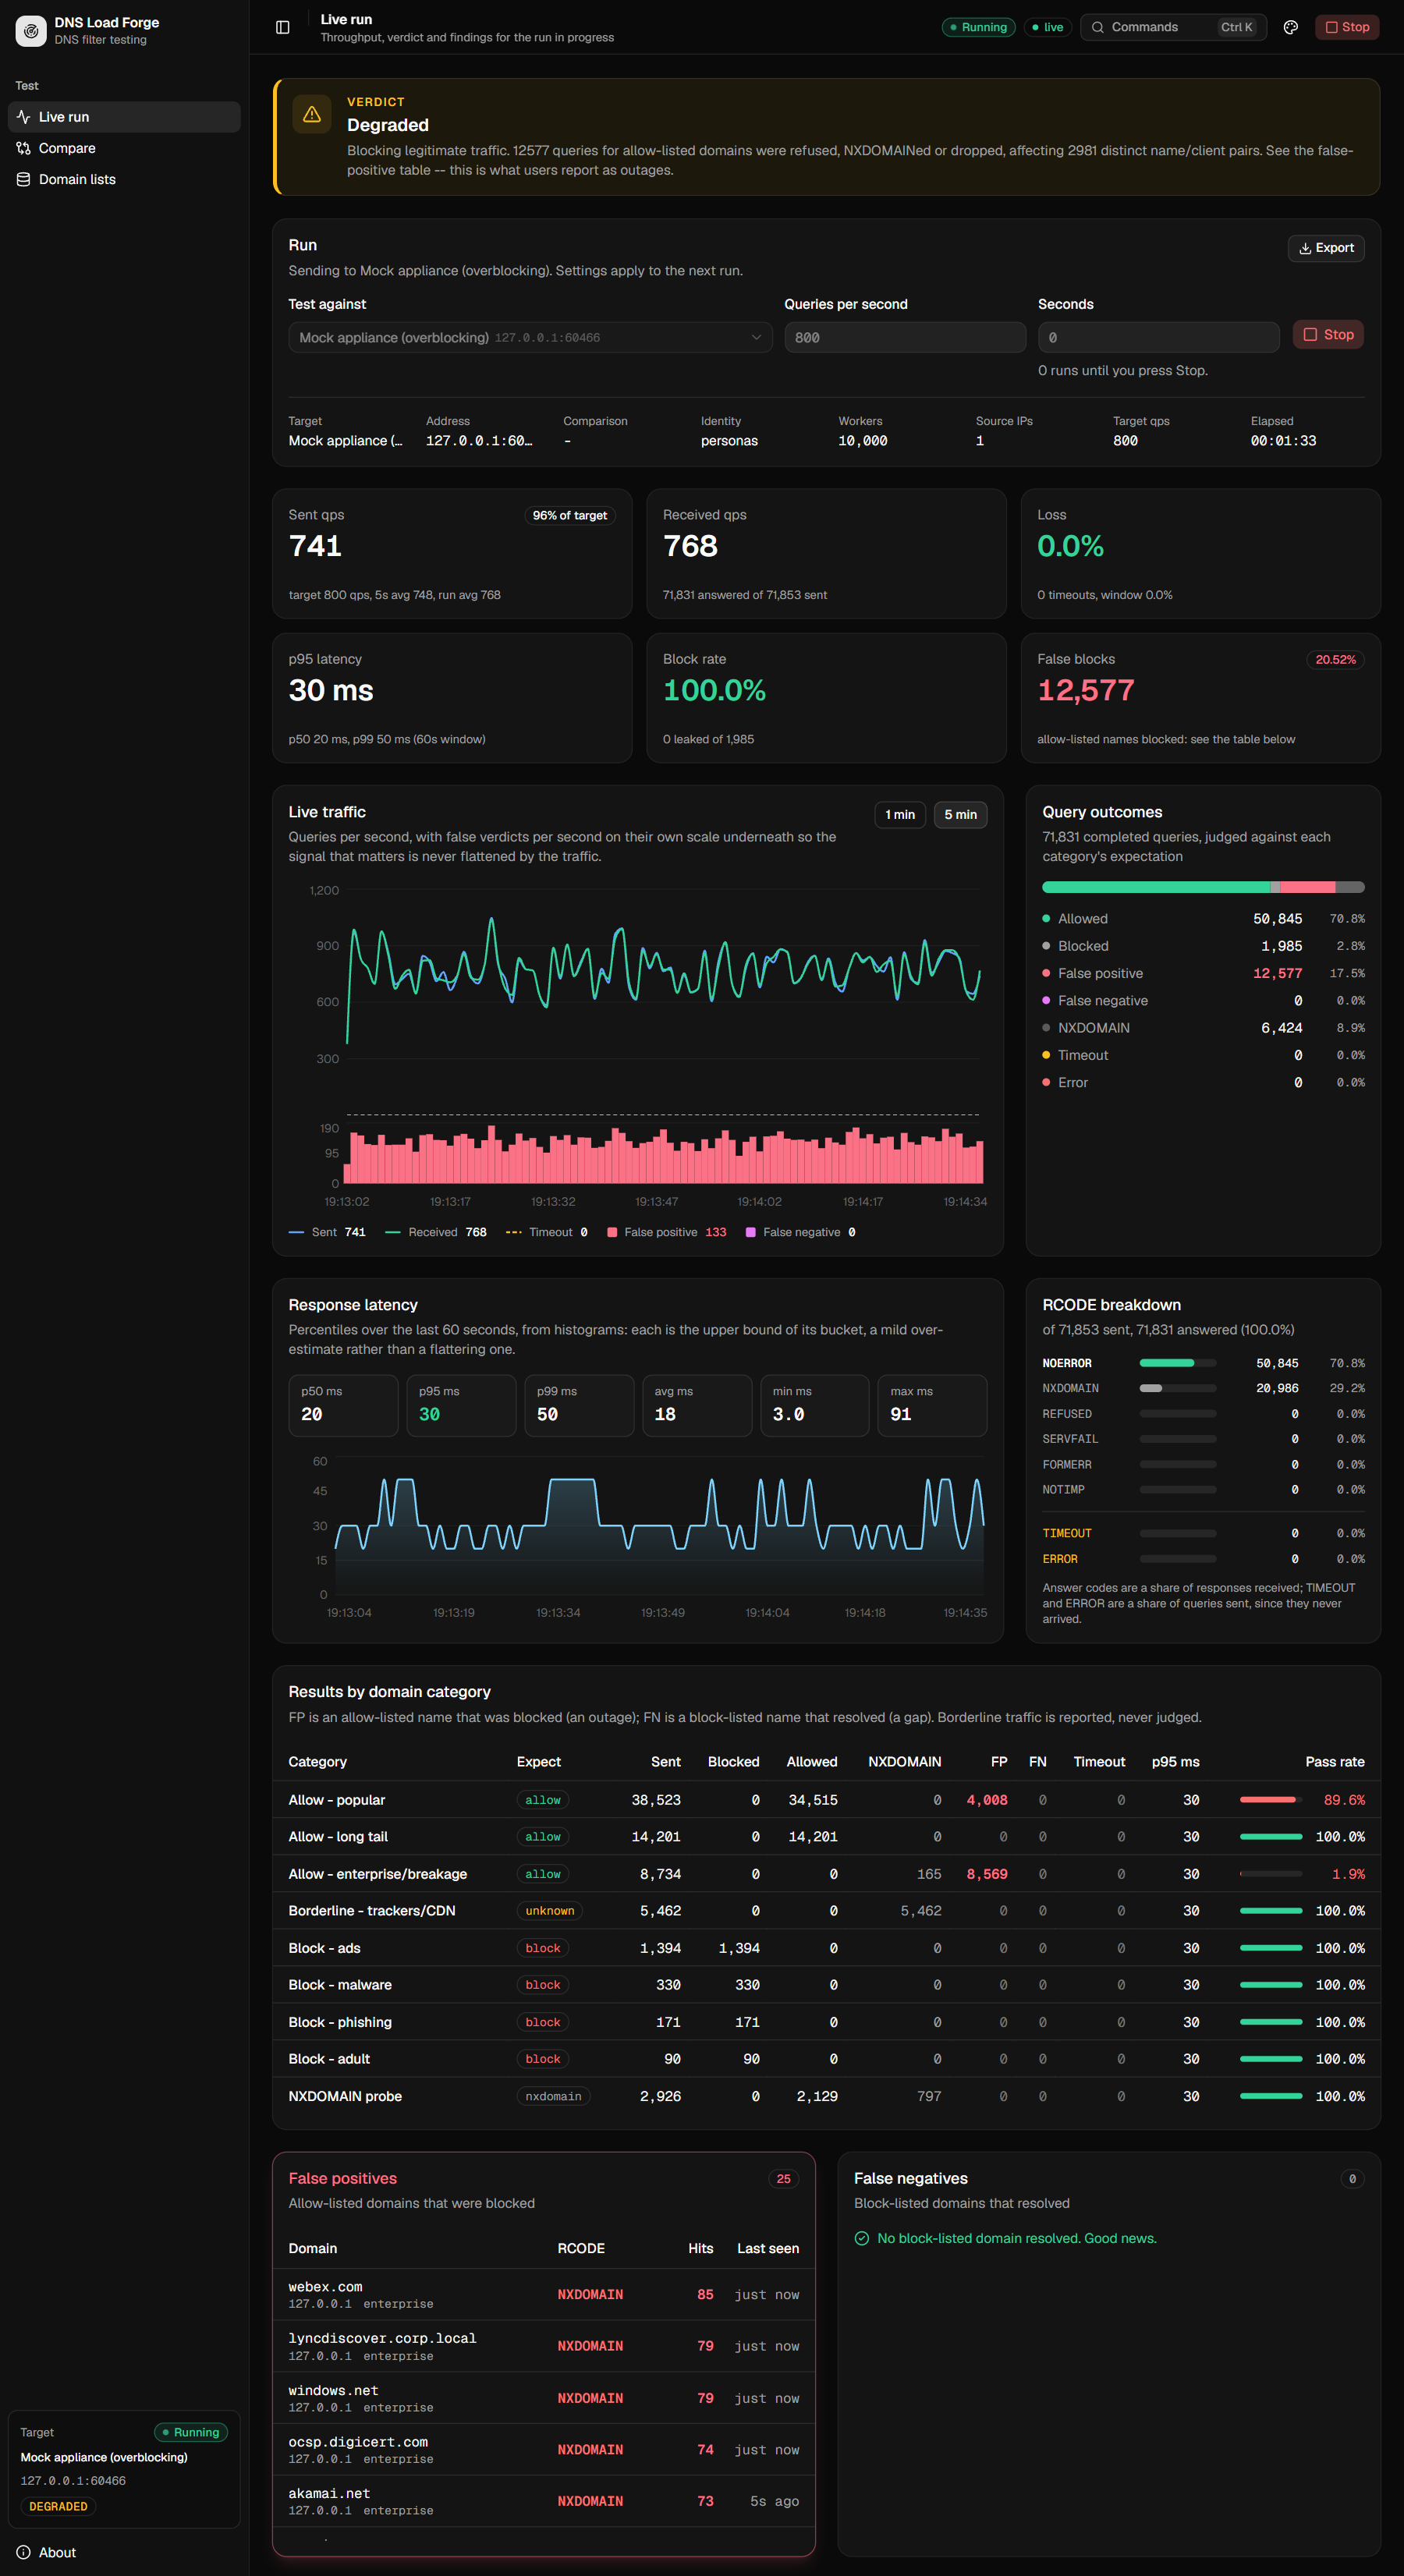 DNS Load Forge
DNS filter testing
Test
Live run
Compare
Domain lists
Target
Running
Mock appliance (overblocking)
127.0.0.1:60466
DEGRADED
About
Live run
Throughput, verdict and findings for the run in progress
Running
live
Commands
Ctrl K
Stop
VERDICT
Degraded
Blocking legitimate traffic. 12577 queries for allow-listed domains were refused, NXDOMAINed or dropped, affecting 2981 distinct name/client pairs. See the false-
positive table -- this is what users report as outages.
Run
Export
Sending to Mock appliance (overblocking). Settings apply to the next run.
Test against
Queries per second
Seconds
Mock appliance (overblocking) 127.0.0.1:60466
800
0
Stop
0 runs until you press Stop.
Target Address Comparison Identity Workers Source IPs Target qps Elapsed
Mock appliance (… 127.0.0.1:60… - personas 10,000 1 800 00:01:33
Sent qps
96% of target
741
target 800 qps, 5s avg 748, run avg 768
Received qps
768
71,831 answered of 71,853 sent
Loss
0.0%
0 timeouts, window 0.0%
p95 latency
30 ms
p50 20 ms, p99 50 ms (60s window)
Block rate
100.0%
0 leaked of 1,985
False blocks
20.52%
12,577
allow-listed names blocked: see the table below
Live traffic
1 min
5 min
Queries per second, with false verdicts per second on their own scale underneath so the
signal that matters is never flattened by the traffic.
1,200
900
600
300
190
95
0
19:13:02 19:13:17 19:13:32 19:13:47 19:14:02 19:14:17 19:14:34
Sent 741 Received 768 Timeout 0 False positive 133 False negative 0
Query outcomes
71,831 completed queries, judged against each
category's expectation
Allowed 50,845 70.8%
Blocked 1,985 2.8%
False positive 12,577 17.5%
False negative 0 0.0%
NXDOMAIN 6,424 8.9%
Timeout 0 0.0%
Error 0 0.0%
Response latency
Percentiles over the last 60 seconds, from histograms: each is the upper bound of its bucket, a mild over-
estimate rather than a flattering one.
p50 ms p95 ms p99 ms avg ms min ms max ms
20 30 50 18 3.0 91
60
45
30
15
0
19:13:04 19:13:19 19:13:34 19:13:49 19:14:04 19:14:18 19:14:35
RCODE breakdown
of 71,853 sent, 71,831 answered (100.0%)
NOERROR 50,845 70.8%
NXDOMAIN 20,986 29.2%
REFUSED 0 0.0%
SERVFAIL 0 0.0%
FORMERR 0 0.0%
NOTIMP 0 0.0%
TIMEOUT 0 0.0%
ERROR 0 0.0%
Answer codes are a share of responses received; TIMEOUT
and ERROR are a share of queries sent, since they never
arrived.
Results by domain category
FP is an allow-listed name that was blocked (an outage); FN is a block-listed name that resolved (a gap). Borderline traffic is reported, never judged.
Category Expect Sent Blocked Allowed NXDOMAIN FP FN Timeout p95 ms Pass rate
Allow - popular allow 38,523 0 34,515 0 4,008 0 0 30 89.6%
Allow - long tail allow 14,201 0 14,201 0 0 0 0 30 100.0%
Allow - enterprise/breakage allow 8,734 0 0 165 8,569 0 0 30 1.9%
Borderline - trackers/CDN unknown 5,462 0 0 5,462 0 0 0 30 100.0%
Block - ads block 1,394 1,394 0 0 0 0 0 30 100.0%
Block - malware block 330 330 0 0 0 0 0 30 100.0%
Block - phishing block 171 171 0 0 0 0 0 30 100.0%
Block - adult block 90 90 0 0 0 0 0 30 100.0%
NXDOMAIN probe nxdomain 2,926 0 2,129 797 0 0 0 30 100.0%
False positives
25
Allow-listed domains that were blocked
Domain RCODE Hits Last seen
webex.com NXDOMAIN 85 just now
127.0.0.1 enterprise
lyncdiscover.corp.local NXDOMAIN 79 just now
127.0.0.1 enterprise
windows.net NXDOMAIN 79 just now
127.0.0.1 enterprise
ocsp.digicert.com NXDOMAIN 74 just now
127.0.0.1 enterprise
akamai.net NXDOMAIN 73 5s ago
127.0.0.1 enterprise
False negatives
0
Block-listed domains that resolved
No block-listed domain resolved. Good news.